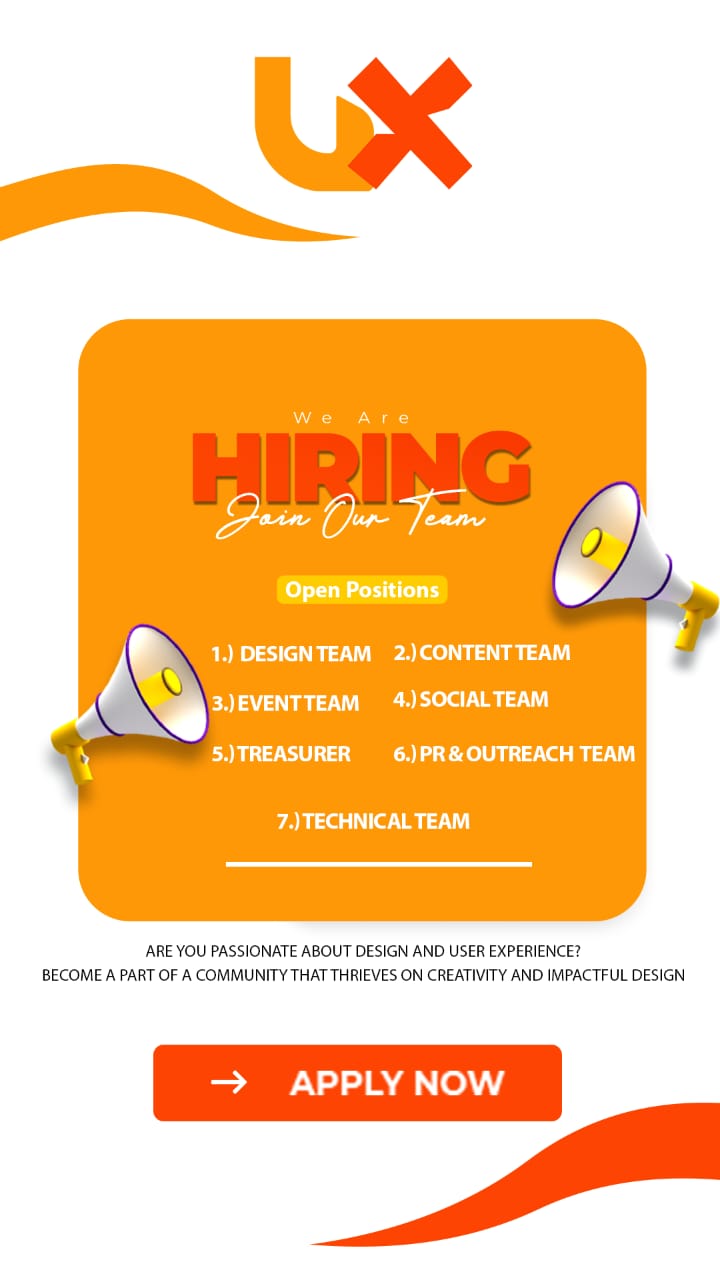 UX
We Are
HIRING
Join Our Team
Open Positions
1.) DESIGN TEAM 2.) CONTENT TEAM
3.) EVENT TEAM 4.) SOCIAL TEAM
5.) TREASURER 6.) PR & OUTREACH TEAM
7.) TECHNICAL TEAM
ARE YOU PASSIONATE ABOUT DESIGN AND USER EXPERIENCE?
BECOME A PART OF A COMMUNITY THAT THRIEVES ON CREATIVITY AND IMPACTFUL DESIGN
→ APPLY NOW